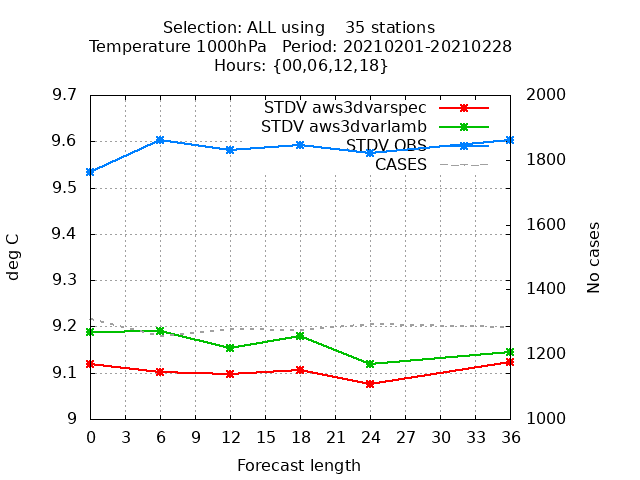 Selection: ALL using    35 stations
Temperature 1000hPa   Period: 20210201-20210228
Hours: {00,06,12,18}
STDV aws3dvarspec
STDV aws3dvarlamb
STDV OBS
CASES
9.7
9.6
9.5
9.4
9.3
9.2
9.1
9
deg C
2000
1800
1600
1400
1200
1000
No cases
0 3 6 9 12 15 18 21 24 27 30 33 36
Forecast length